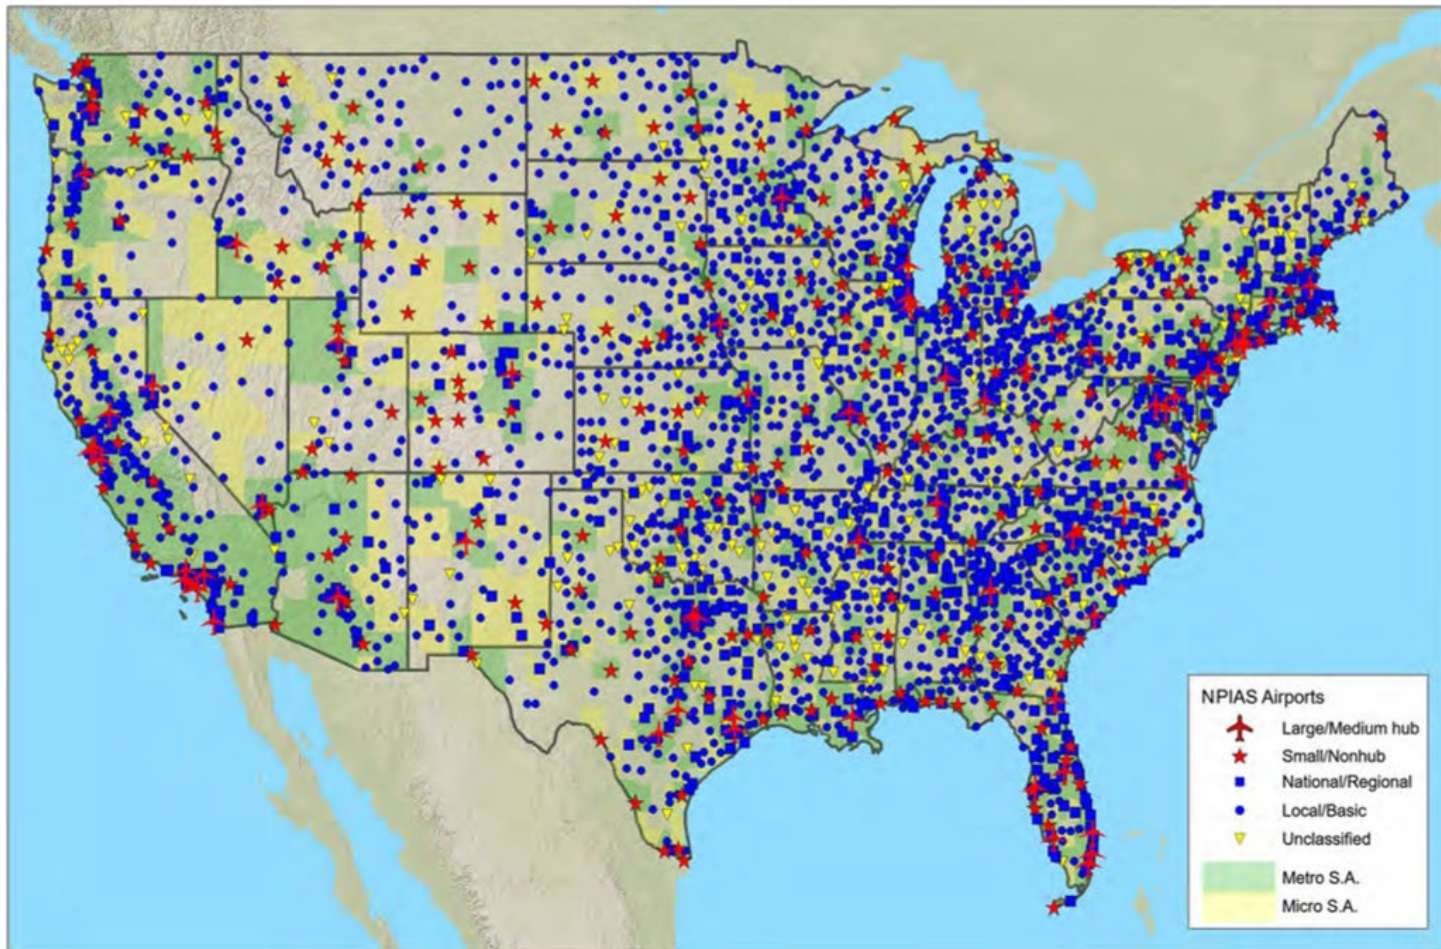 NPIAS Airports
Large/Medium hub
Small/Nonhub
National/Regional
Local/Basic
Unclassified
Metro S.A.
Micro S.A.